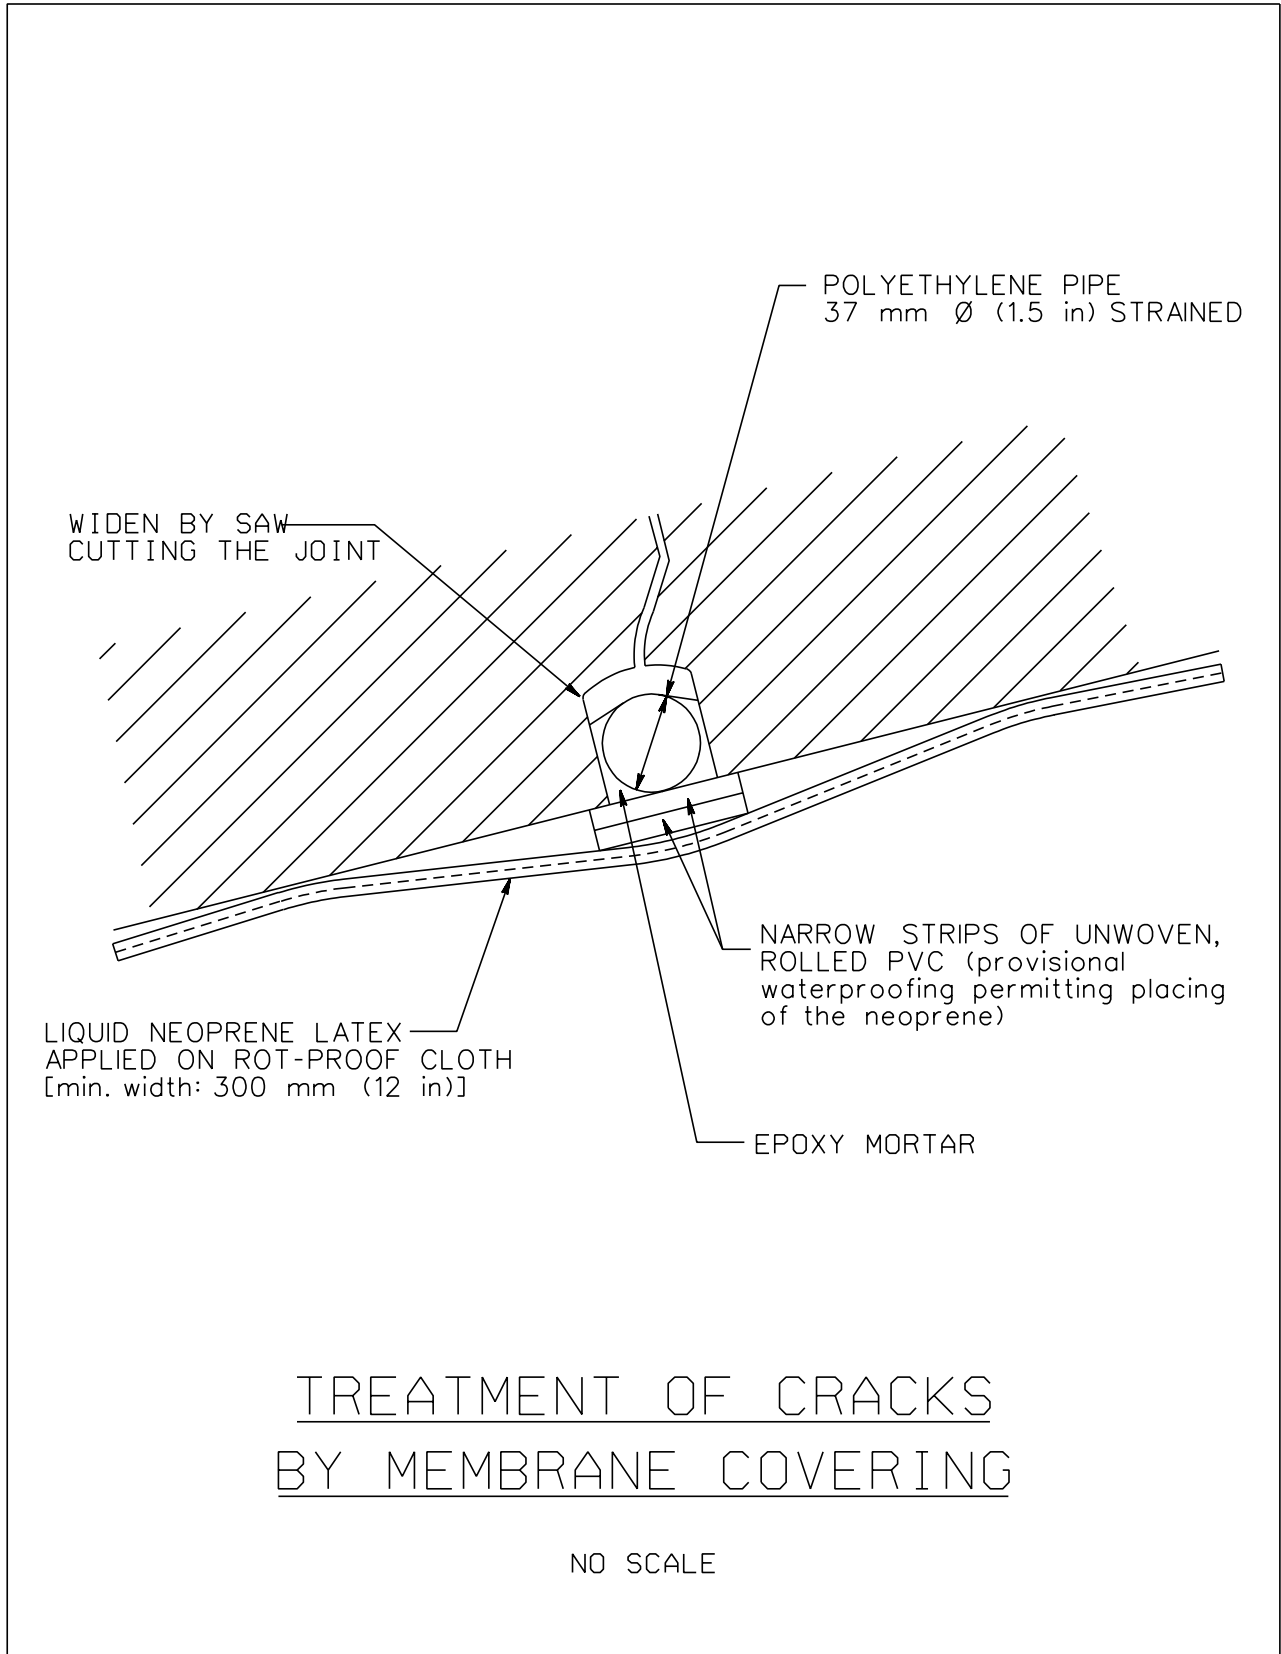 POLYETHYLENE PIPE
37 mm Ø (1.5 in) STRAINED
WIDEN BY SAW
CUTTING THE JOINT
NARROW STRIPS OF UNWOVEN,
ROLLED PVC (provisional
waterproofing permitting placing
of the neoprene)
LIQUID NEOPRENE LATEX
APPLIED ON ROT-PROOF CLOTH
[min. width: 300 mm (12 in)]
EPOXY MORTAR
TREATMENT OF CRACKS
BY MEMBRANE COVERING
NO SCALE